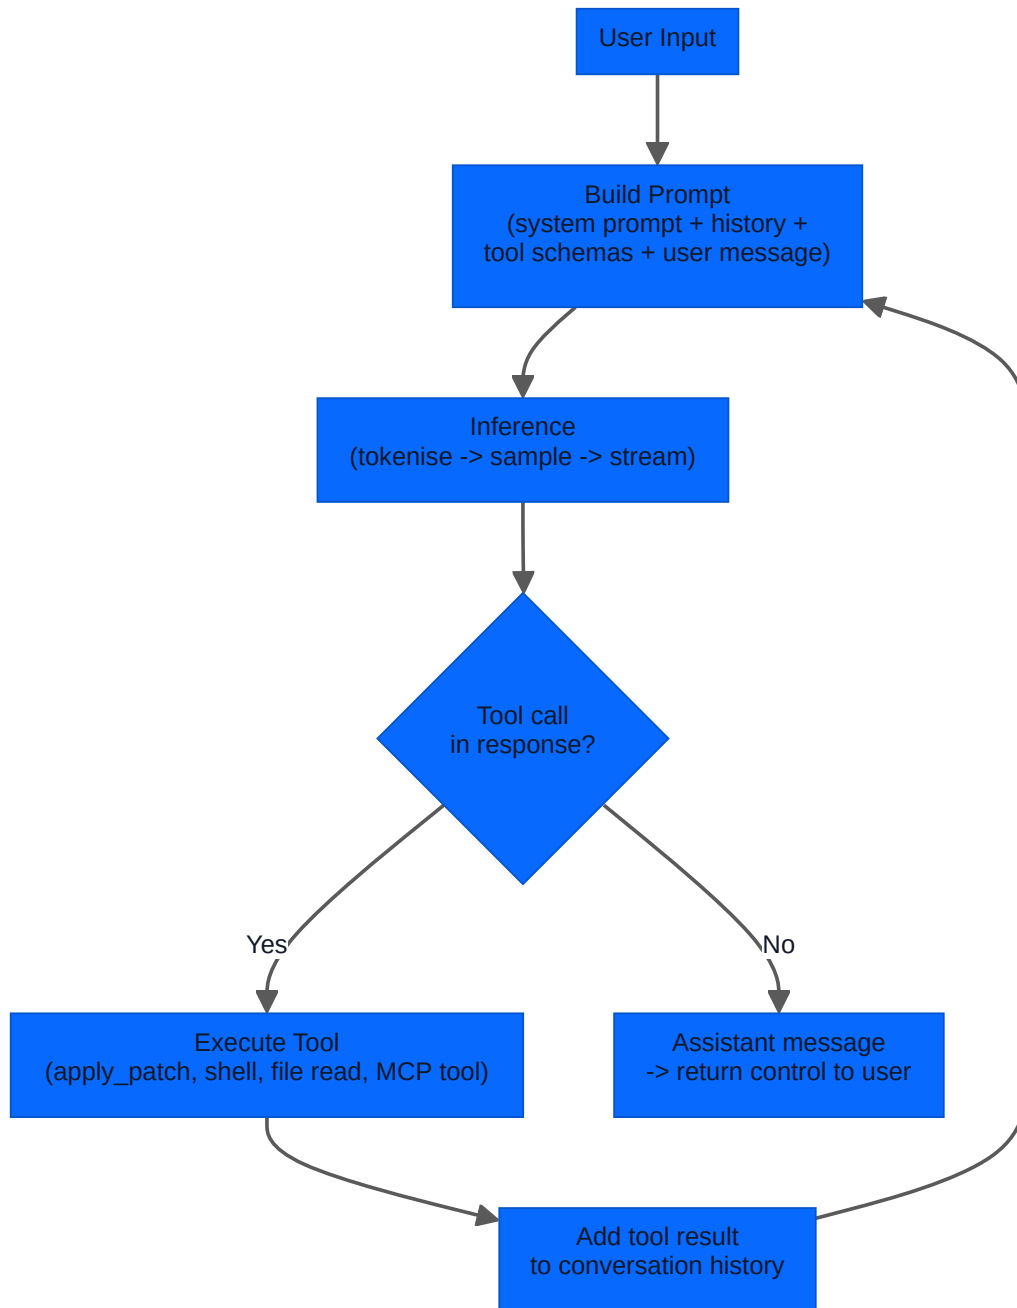 User Input
Build Prompt
(system prompt + history +
tool schemas + user message)
Inference
(tokenise -> sample -> stream)
Tool call
in response?
Yes
No
Execute Tool
(apply_patch, shell, file read, MCP tool)
Assistant message
-> return control to user
Add tool result
to conversation history